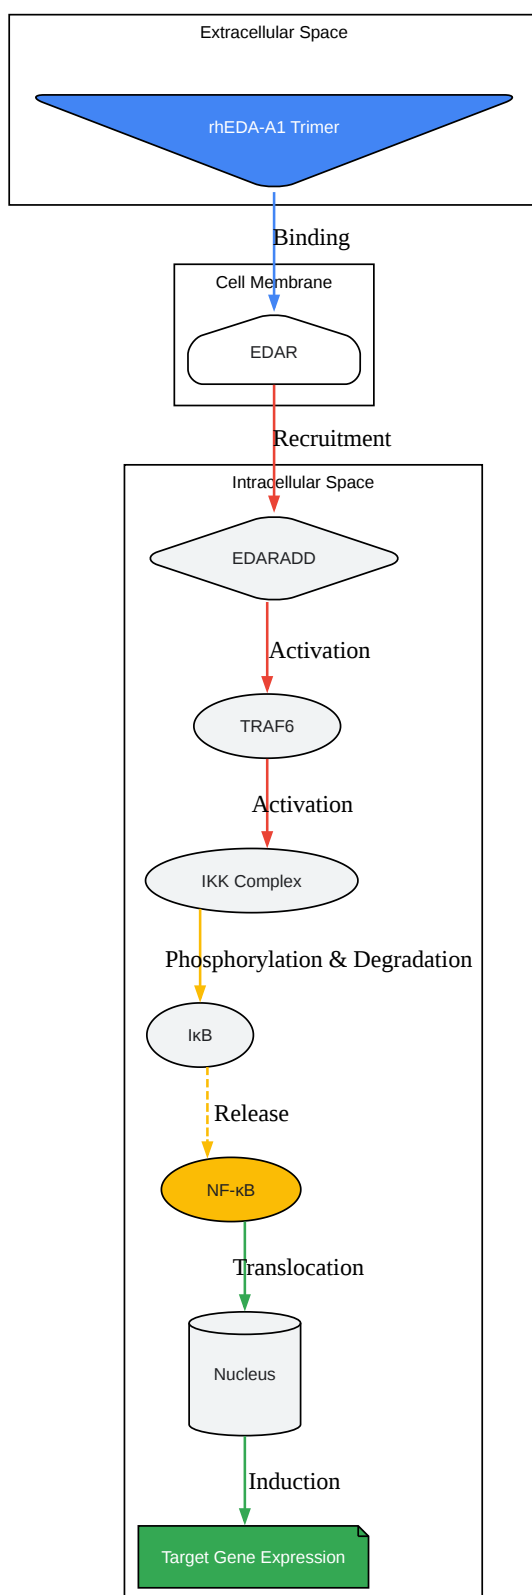 Extracellular Space
rhEDA-A1 Trimer
Binding
Cell Membrane
EDAR
Recruitment
Intracellular Space
EDARADD
Activation
TRAF6
Activation
IKK Complex
Phosphorylation & Degradation
IκB
Release
NF-κB
Translocation
Nucleus
Induction
Target Gene Expression